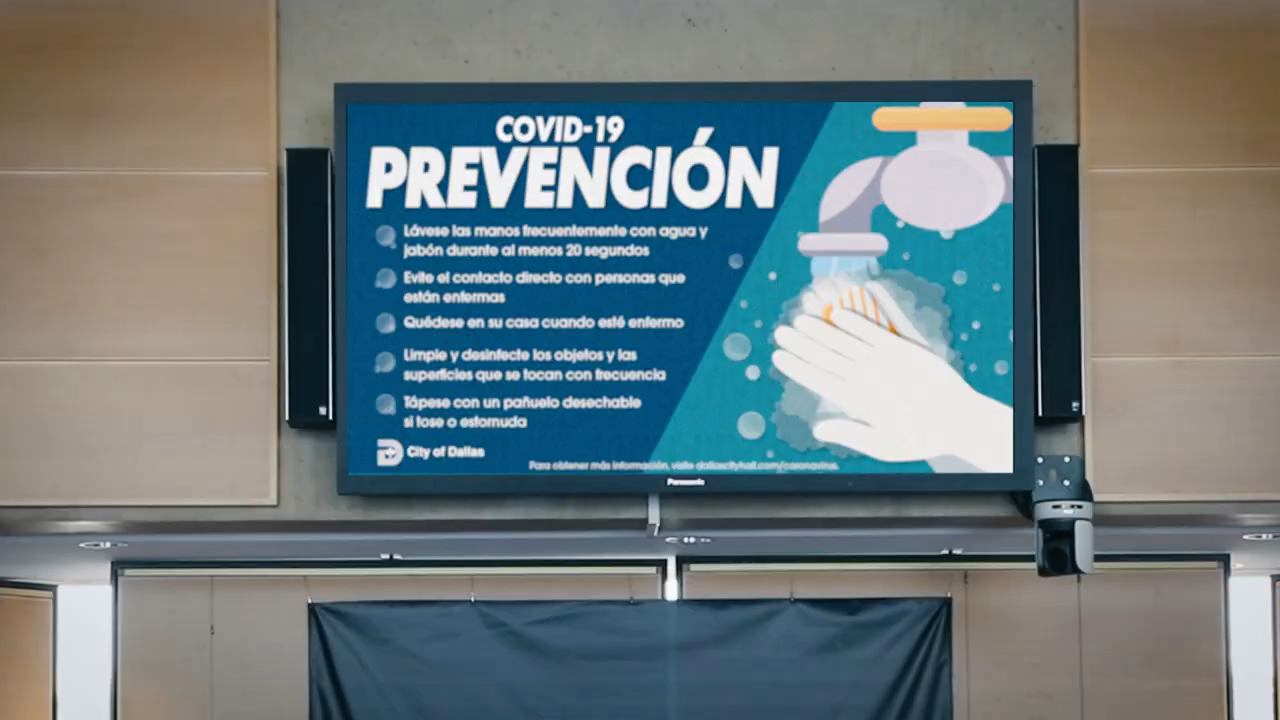 COVID-19
PREVENCIÓN
Lávese las manos frecuentemente con agua y
jabón durante al menos 20 segundos
Evite el contacto directo con personas que
están enfermas
Quédese en su casa cuando esté enfermo
Limpie y desinfecte los objetos y las
superficies que se tocan con frecuencia
Tápese con un pañuelo desechable
si tose o estornuda
City of Dallas
Para obtener más información, visite dallascityhall.com/coronavirus.
Panasonic